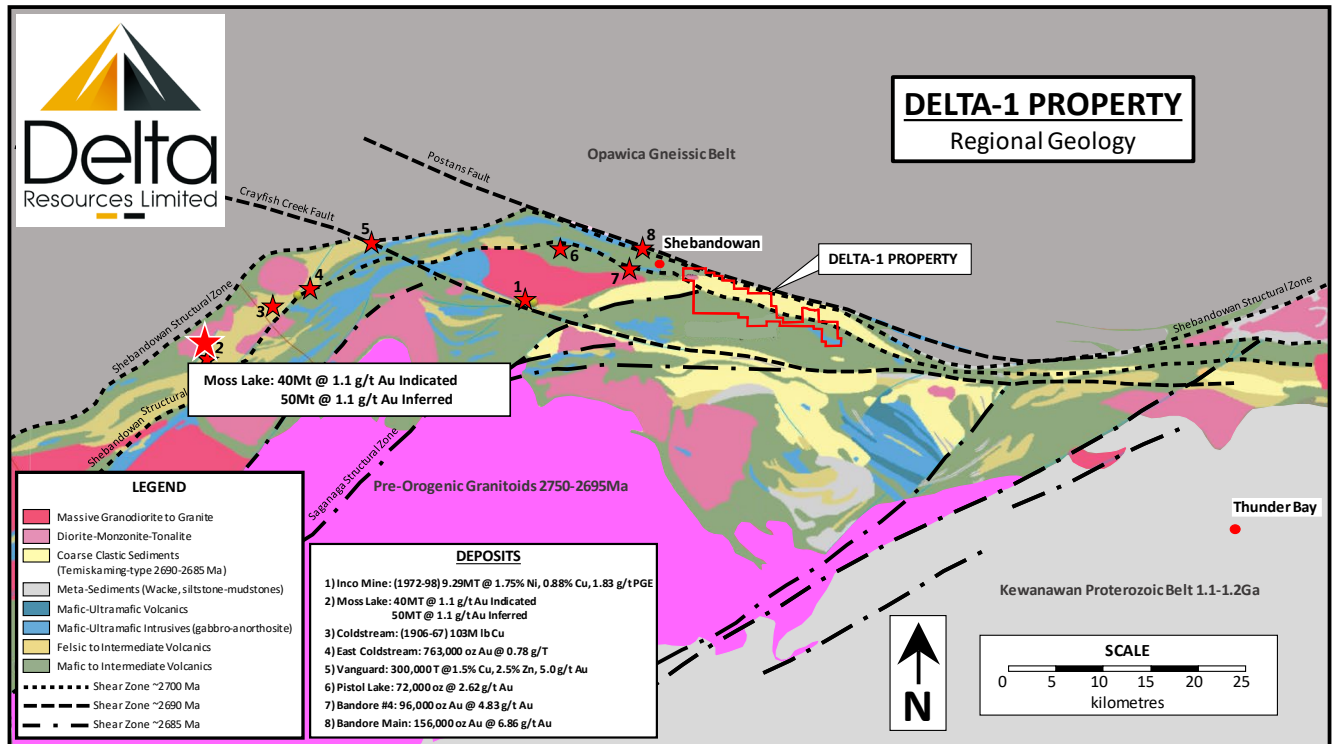 Delta
Resources Limited
DELTA-1 PROPERTY
Regional Geology
Opawica Gneissic Belt
Postans Fault
Crayfish Creek Fault
5
8
Shebandowan
6
7
DELTA-1 PROPERTY
4
3
1
2
Shebandowan Structural Zone
Shebandowan Structural Zone
Moss Lake: 40Mt @ 1.1 g/t Au Indicated
50Mt @ 1.1 g/t Au Inferred
Shebandowan Structural
Saganaga Structural Zone
Pre-Orogenic Granitoids 2750-2695Ma
Thunder Bay
Kewanawan Proterozoic Belt 1.1-1.2Ga
LEGEND
Massive Granodiorite to Granite
Diorite-Monzonite-Tonalite
Coarse Clastic Sediments
(Temiskaming-type 2690-2685 Ma)
Meta-Sediments (Wacke, siltstone-mudstones)
Mafic-Ultramafic Volcanics
Mafic-Ultramafic Intrusives (gabbro-anorthosite)
Felsic to Intermediate Volcanics
Mafic to Intermediate Volcanics
Shear Zone ~2700 Ma
Shear Zone ~2690 Ma
Shear Zone ~2685 Ma
DEPOSITS
1) Inco Mine: (1972-98) 9.29MT @ 1.75% Ni, 0.88% Cu, 1.83 g/t PGE
2) Moss Lake: 40MT @ 1.1 g/t Au Indicated
50MT @ 1.1 g/t Au Inferred
3) Coldstream: (1906-67) 103M lb Cu
4) East Coldstream: 763,000 oz Au @ 0.78 g/T
5) Vanguard: 300,000 T @1.5% Cu, 2.5% Zn, 5.0 g/t Au
6) Pistol Lake: 72,000 oz @ 2.62 g/t Au
7) Bandore #4: 96,000 oz Au @ 4.83 g/t Au
8) Bandore Main: 156,000 oz Au @ 6.86 g/t Au
N
SCALE
0 5 10 15 20 25
kilometres